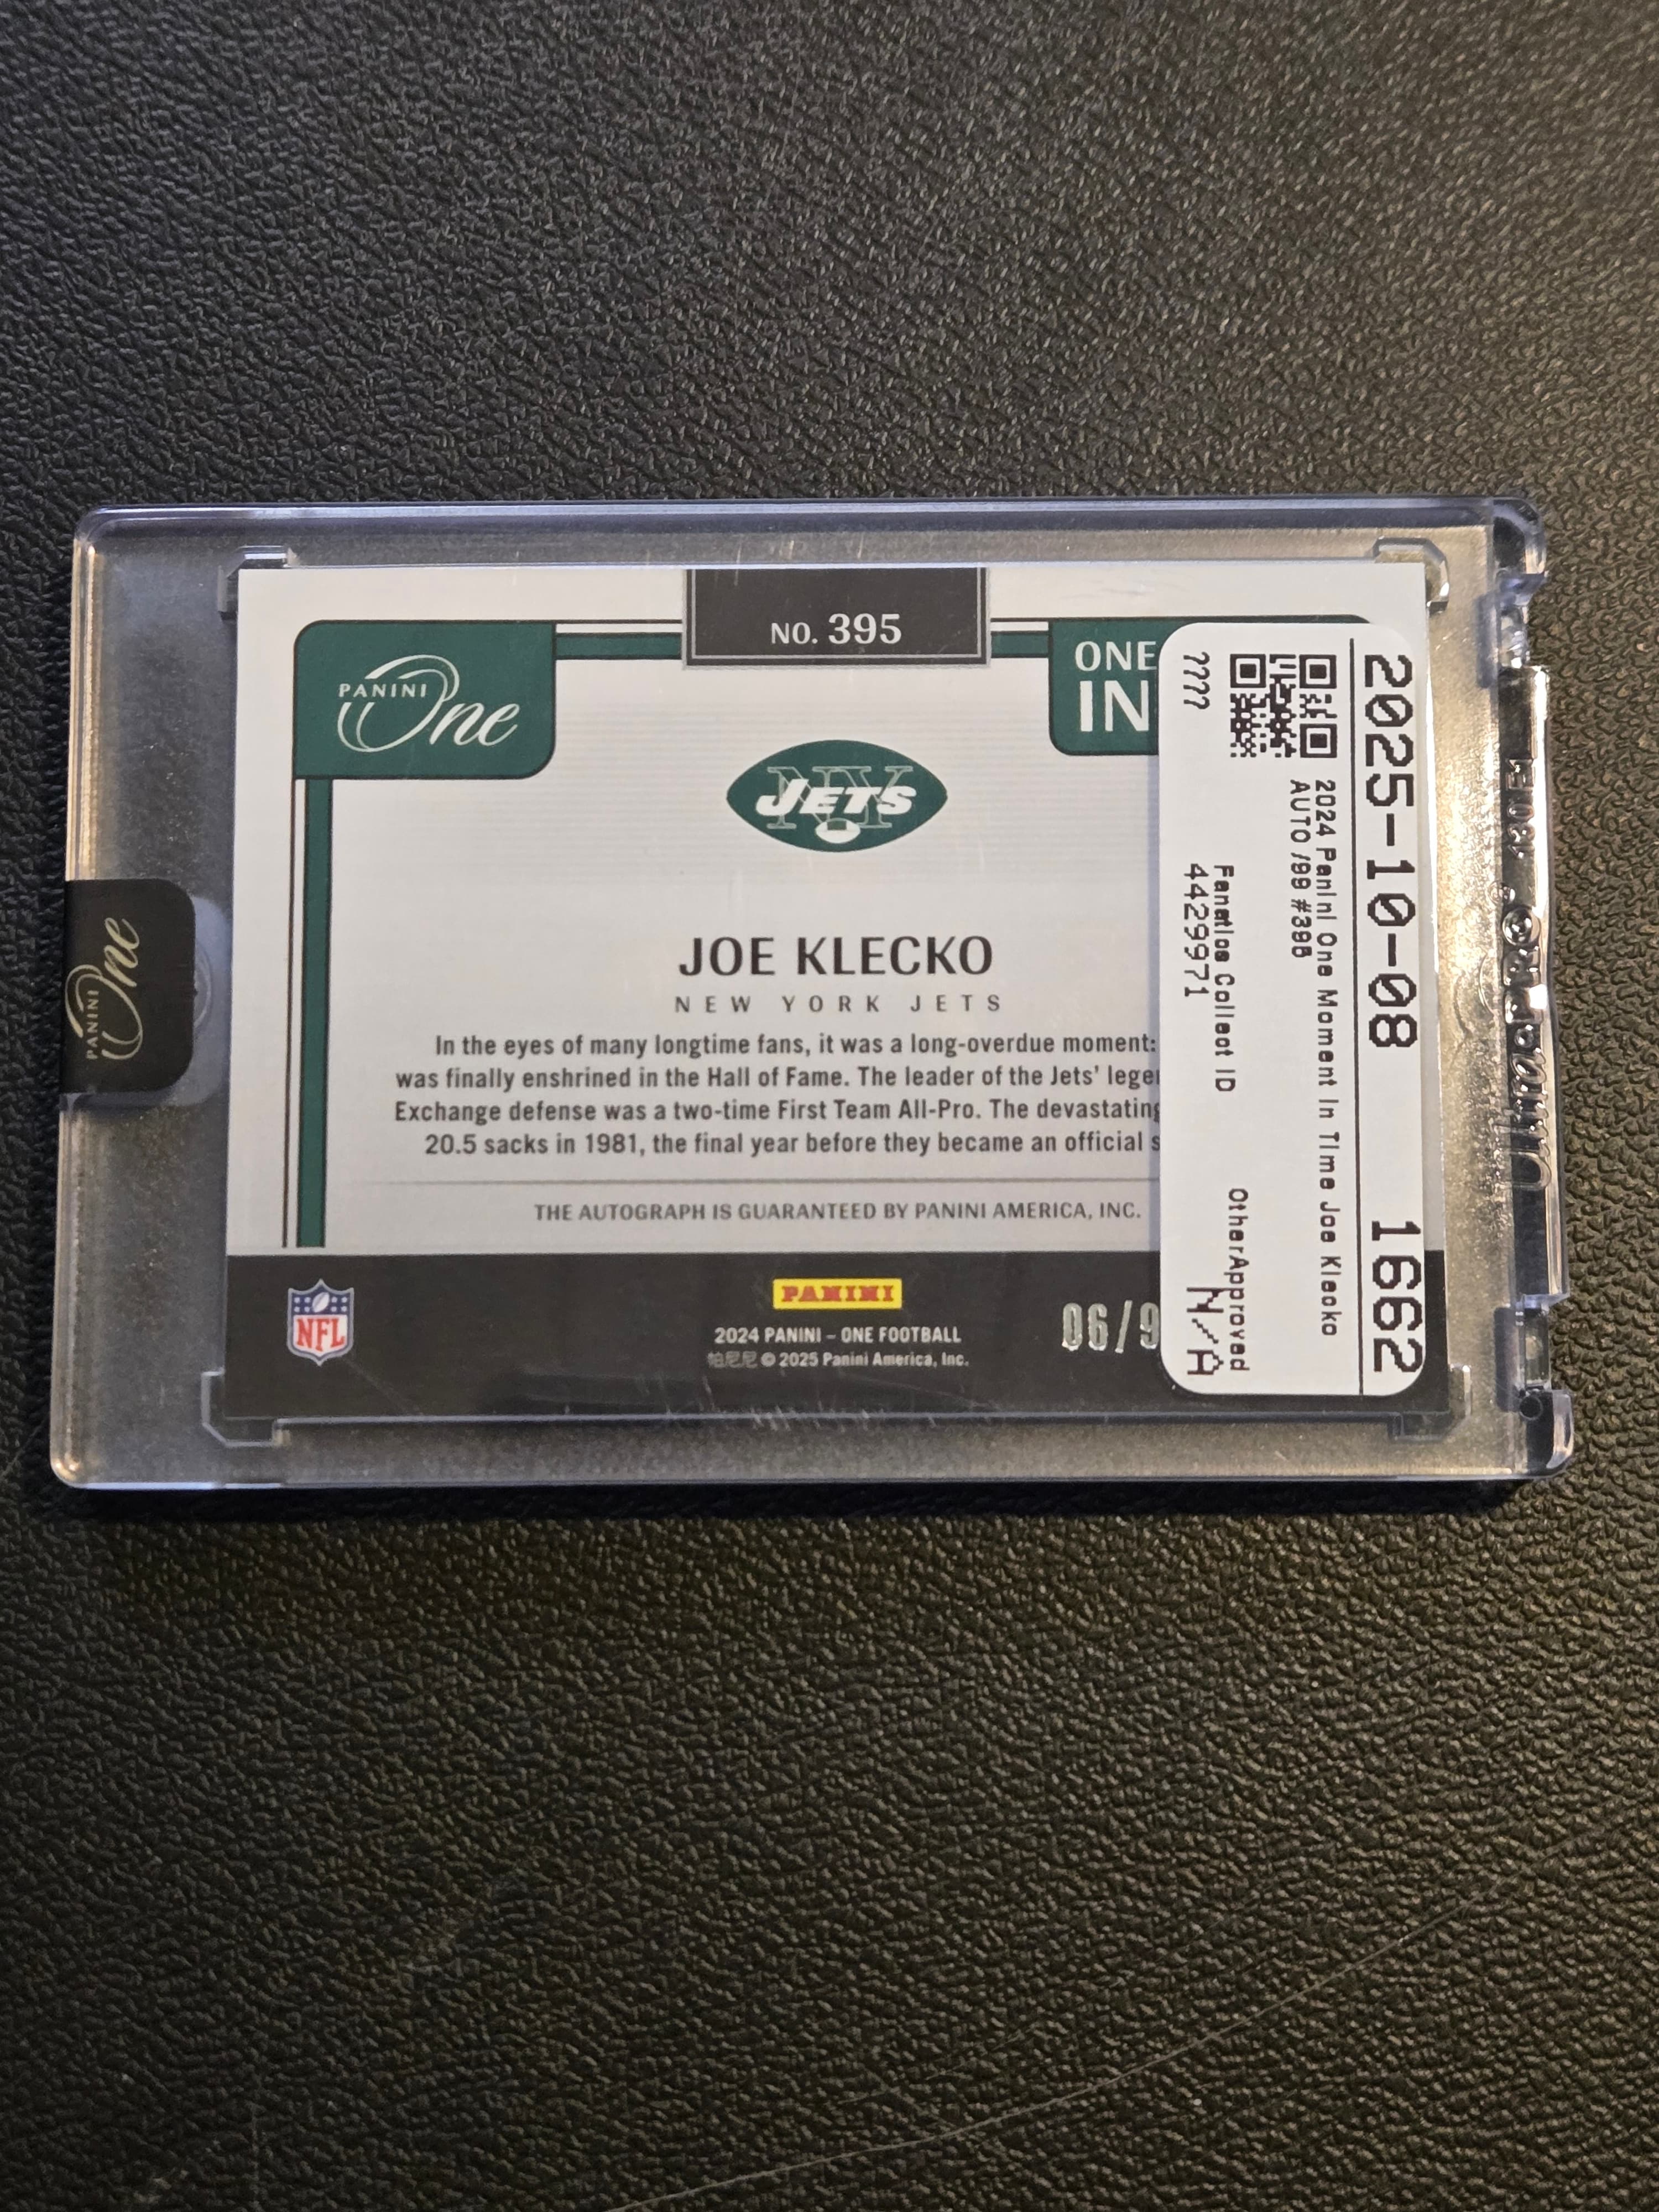 NO. 395
PANINI
One
ONE
IN
NY
JETS
JOE KLECKO
NEW YORK JETS
In the eyes of many longtime fans, it was a long-overdue moment:
was finally enshrined in the Hall of Fame. The leader of the Jets' lege
Exchange defense was a two-time First Team All-Pro. The devastating
20.5 sacks in 1981, the final year before they became an official s
THE AUTOGRAPH IS GUARANTEED BY PANINI AMERICA, INC.
NFL
PANINI
06/9
2024 PANINI – ONE FOOTBALL
帕尼尼 © 2025 Panini America, Inc.
PANINI
One
2025-10-08 1662
2024 Panini One Moment In Time Joe Klecko
AUTO /99 #395
OtherApproved
Fanatics Collect ID
44299971
N/A
????
UltraPRO®